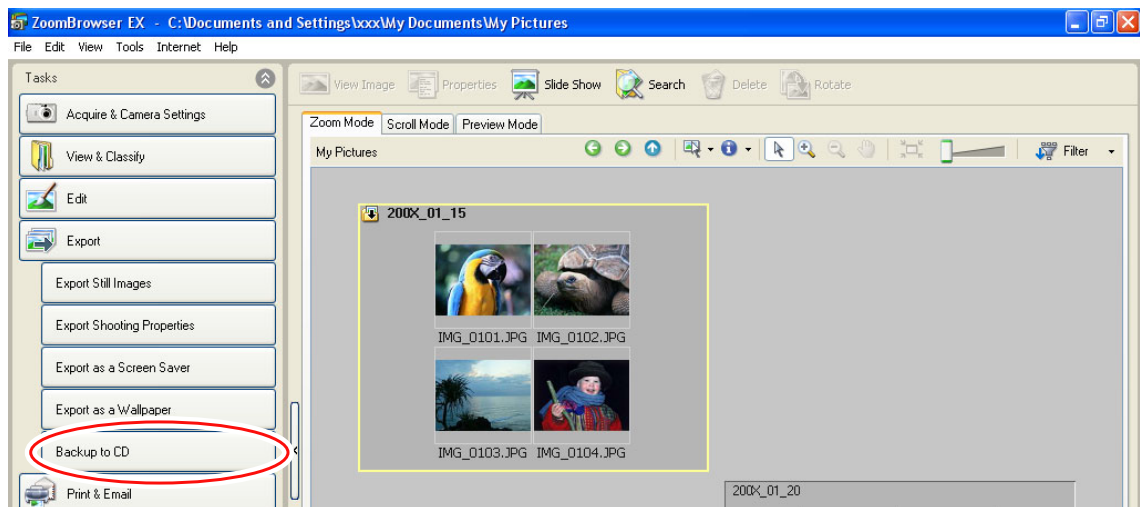 ZoomBrowser EX - C:\Documents and Settings\xxx\My Documents\My Pictures
File Edit View Tools Internet Help
Tasks
Acquire & Camera Settings
View & Classify
Edit
Export
Export Still Images
Export Shooting Properties
Export as a Screen Saver
Export as a Wallpaper
Backup to CD
Print & Email
View Image Properties Slide Show Search Delete Rotate
Zoom Mode Scroll Mode Preview Mode
My Pictures Filter
200X_01_15
IMG_0101.JPG IMG_0102.JPG
IMG_0103.JPG IMG_0104.JPG
200X_01_20